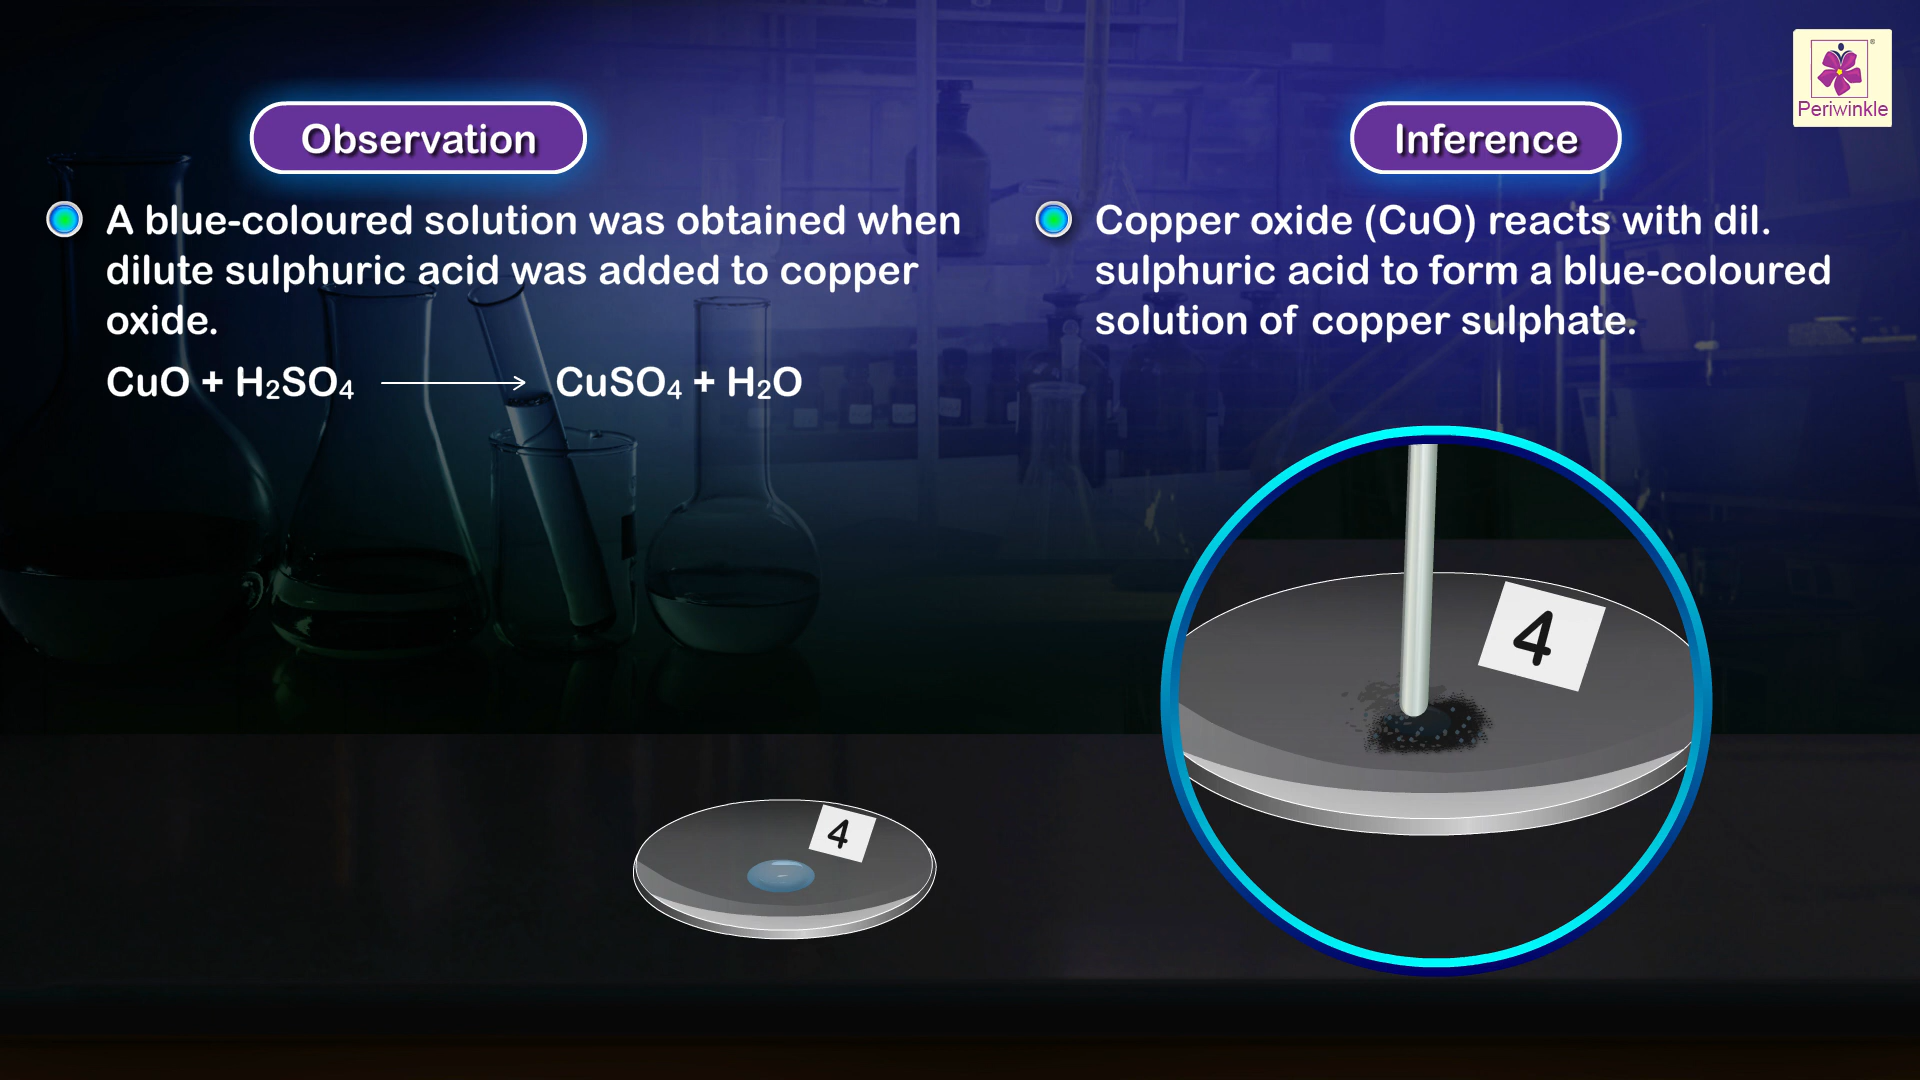 Periwinkle
Observation
A blue-coloured solution was obtained when
dilute sulphuric acid was added to copper
oxide.
CuO + H₂SO₄ ⟶ CuSO₄ + H₂O
Inference
Copper oxide (CuO) reacts with dil.
sulphuric acid to form a blue-coloured
solution of copper sulphate.
4
4